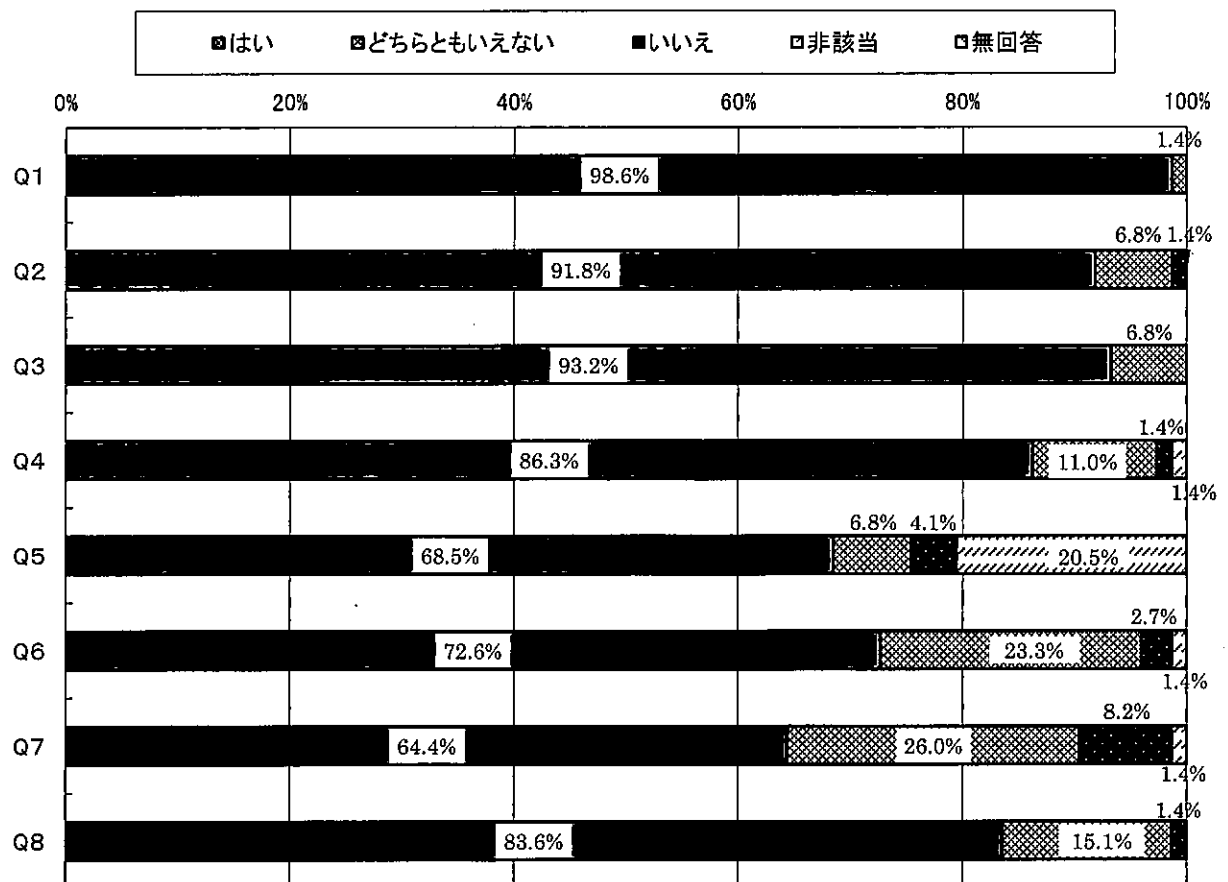 はい どちらともいえない いいえ 非該当 無回答
0% 20% 40% 60% 80% 100%
1.4%
Q1 98.6%
6.8% 1.4%
Q2 91.8%
6.8%
Q3 93.2%
1.4%
Q4 86.3% 11.0%
1.4%
6.8% 4.1%
Q5 68.5% 20.5%
2.7%
Q6 72.6% 23.3%
1.4%
8.2%
Q7 64.4% 26.0%
1.4%
1.4%
Q8 83.6% 15.1%